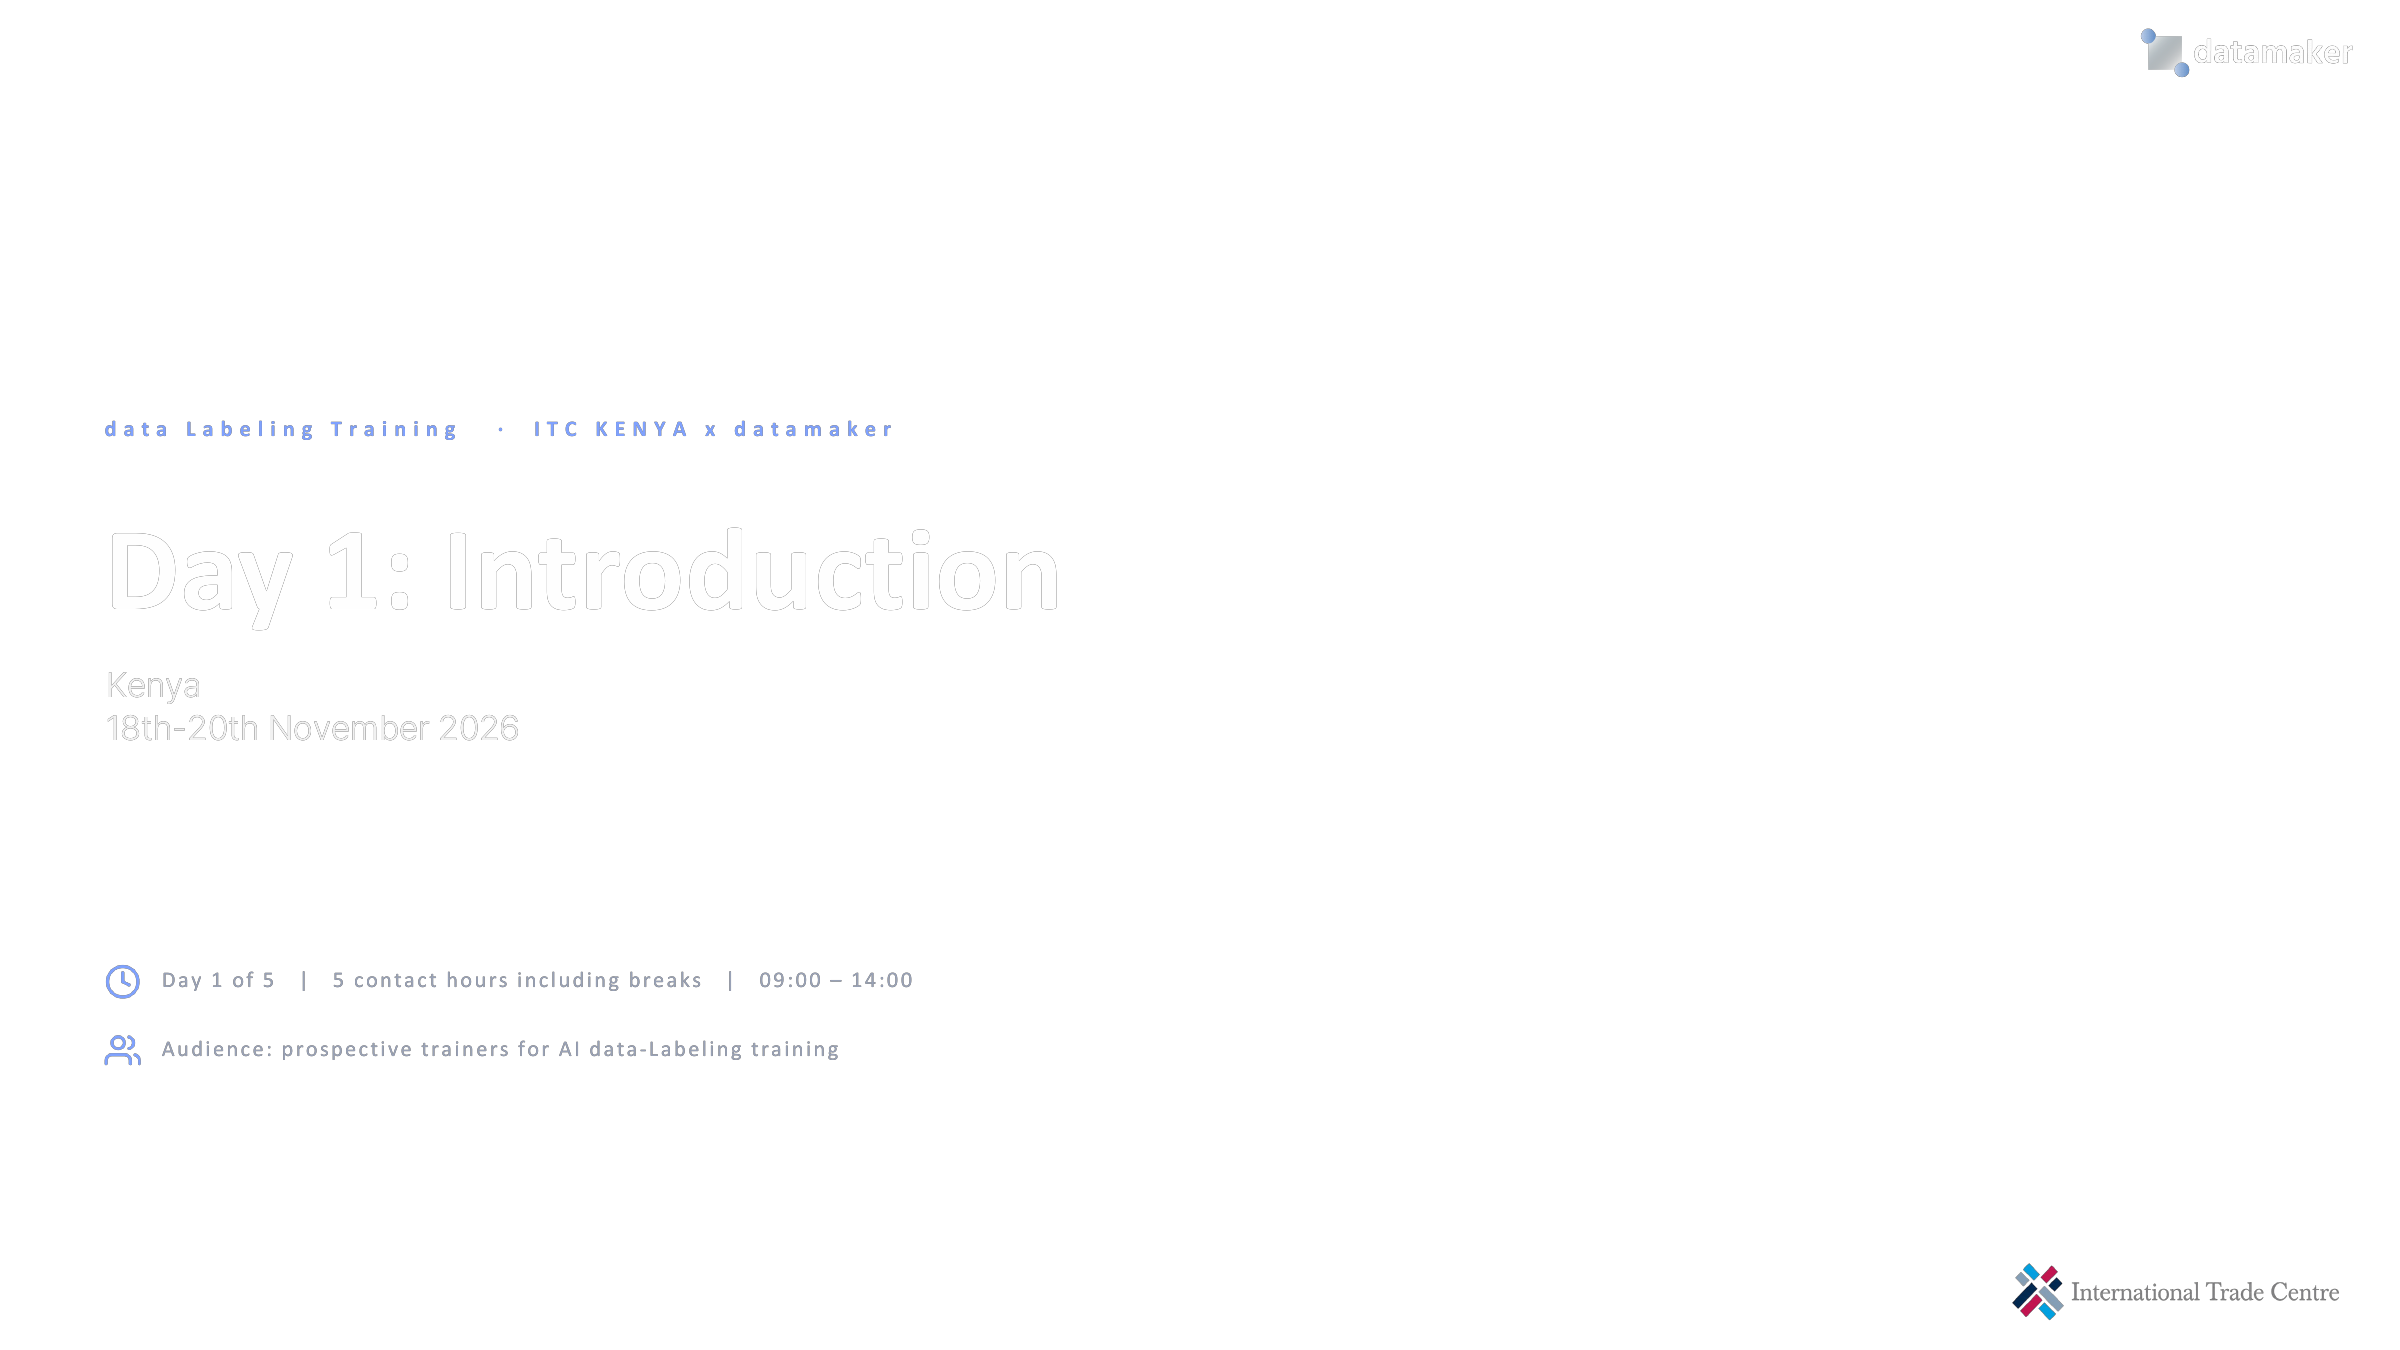 datamaker
data Labeling Training · ITC KENYA x datamaker
Day 1: Introduction
Kenya
18th-20th November 2026
Day 1 of 5 | 5 contact hours including breaks | 09:00 – 14:00
Audience: prospective trainers for AI data-Labeling training
International Trade Centre